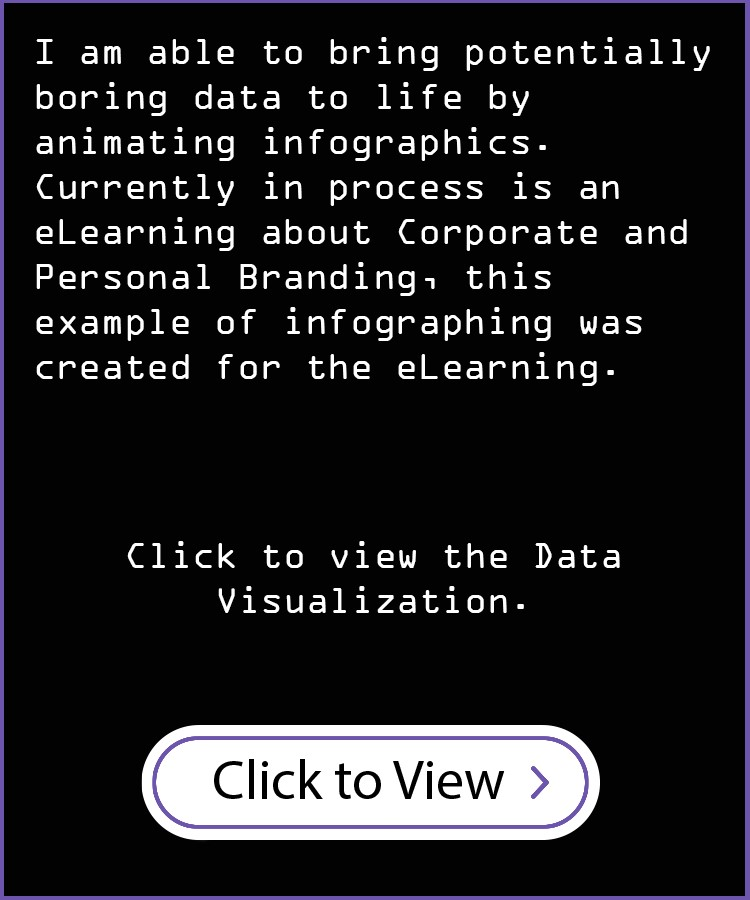 I am able to bring potentially
boring data to life by
animating infographics.
Currently in process is an
eLearning about Corporate and
Personal Branding, this
example of infographing was
created for the eLearning.
Click to view the Data
Visualization.
Click to View